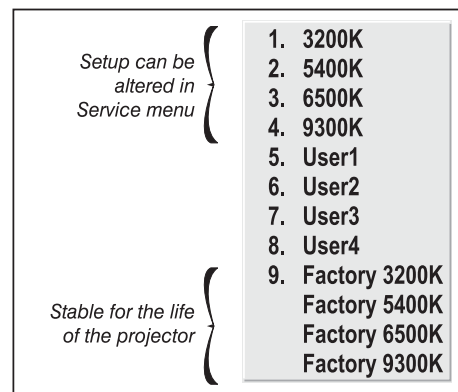 Setup can be
altered in
Service menu
1. 3200K
2. 5400K
3. 6500K
4. 9300K
5. User1
6. User2
7. User3
8. User4
9. Factory 3200K
Factory 5400K
Factory 6500K
Factory 9300K
Stable for the life
of the projector